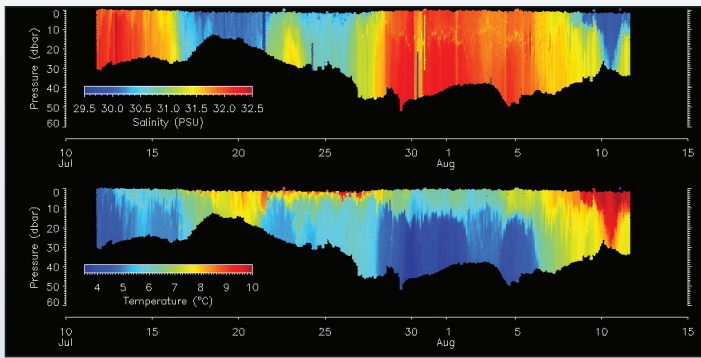 0
10
20
30
40
50
60
Pressure (dbar)
29.5 30.0 30.5 31.0 31.5 32.0 32.5
Salinity (PSU)
10 15 20 25 30 1 5 10 15
Jul Aug
0
10
20
30
40
50
60
Pressure (dbar)
4 5 6 7 8 9 10
Temperature (°C)
10 15 20 25 30 1 5 10 15
Jul Aug